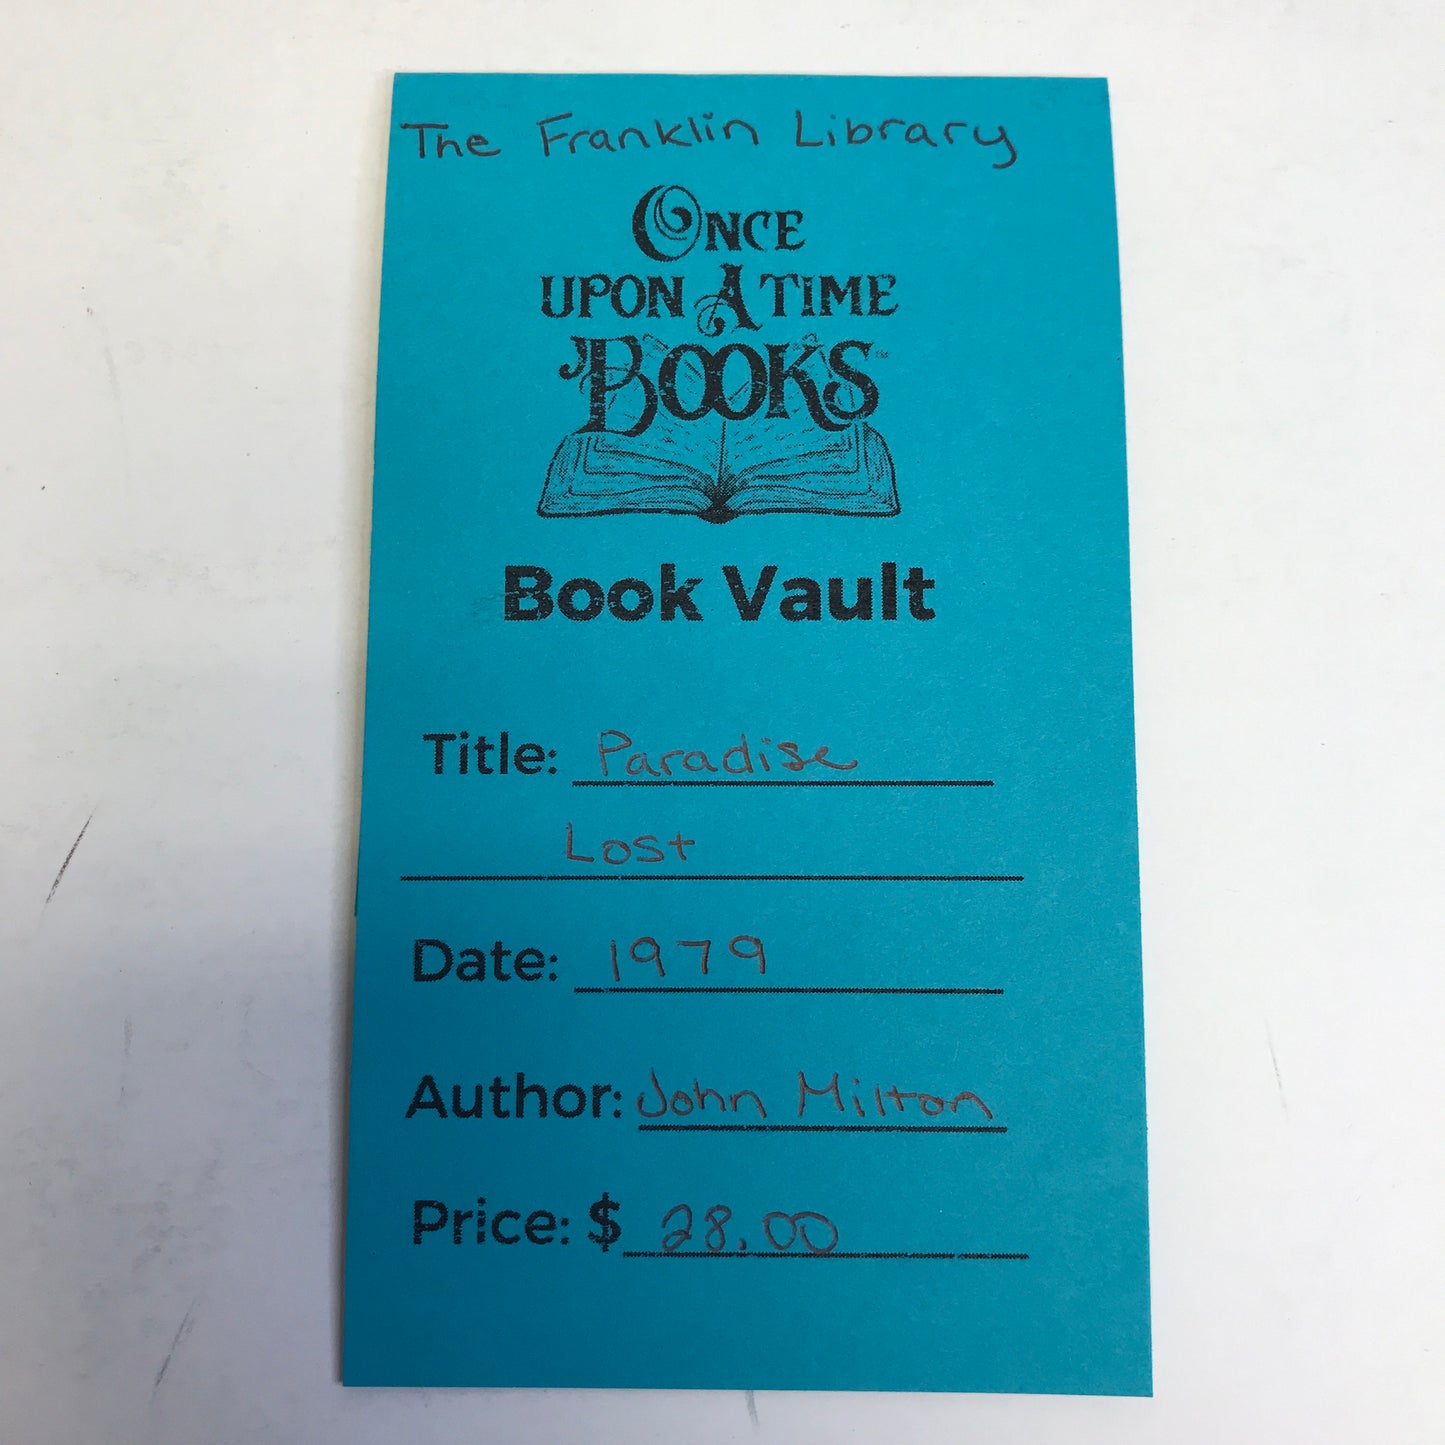 The Franklin Library
ONCE
UPON A TIME
BOOKS™
Book Vault
Title: Paradise
Lost
Date: 1979
Author: John Milton
Price: $ 28.00